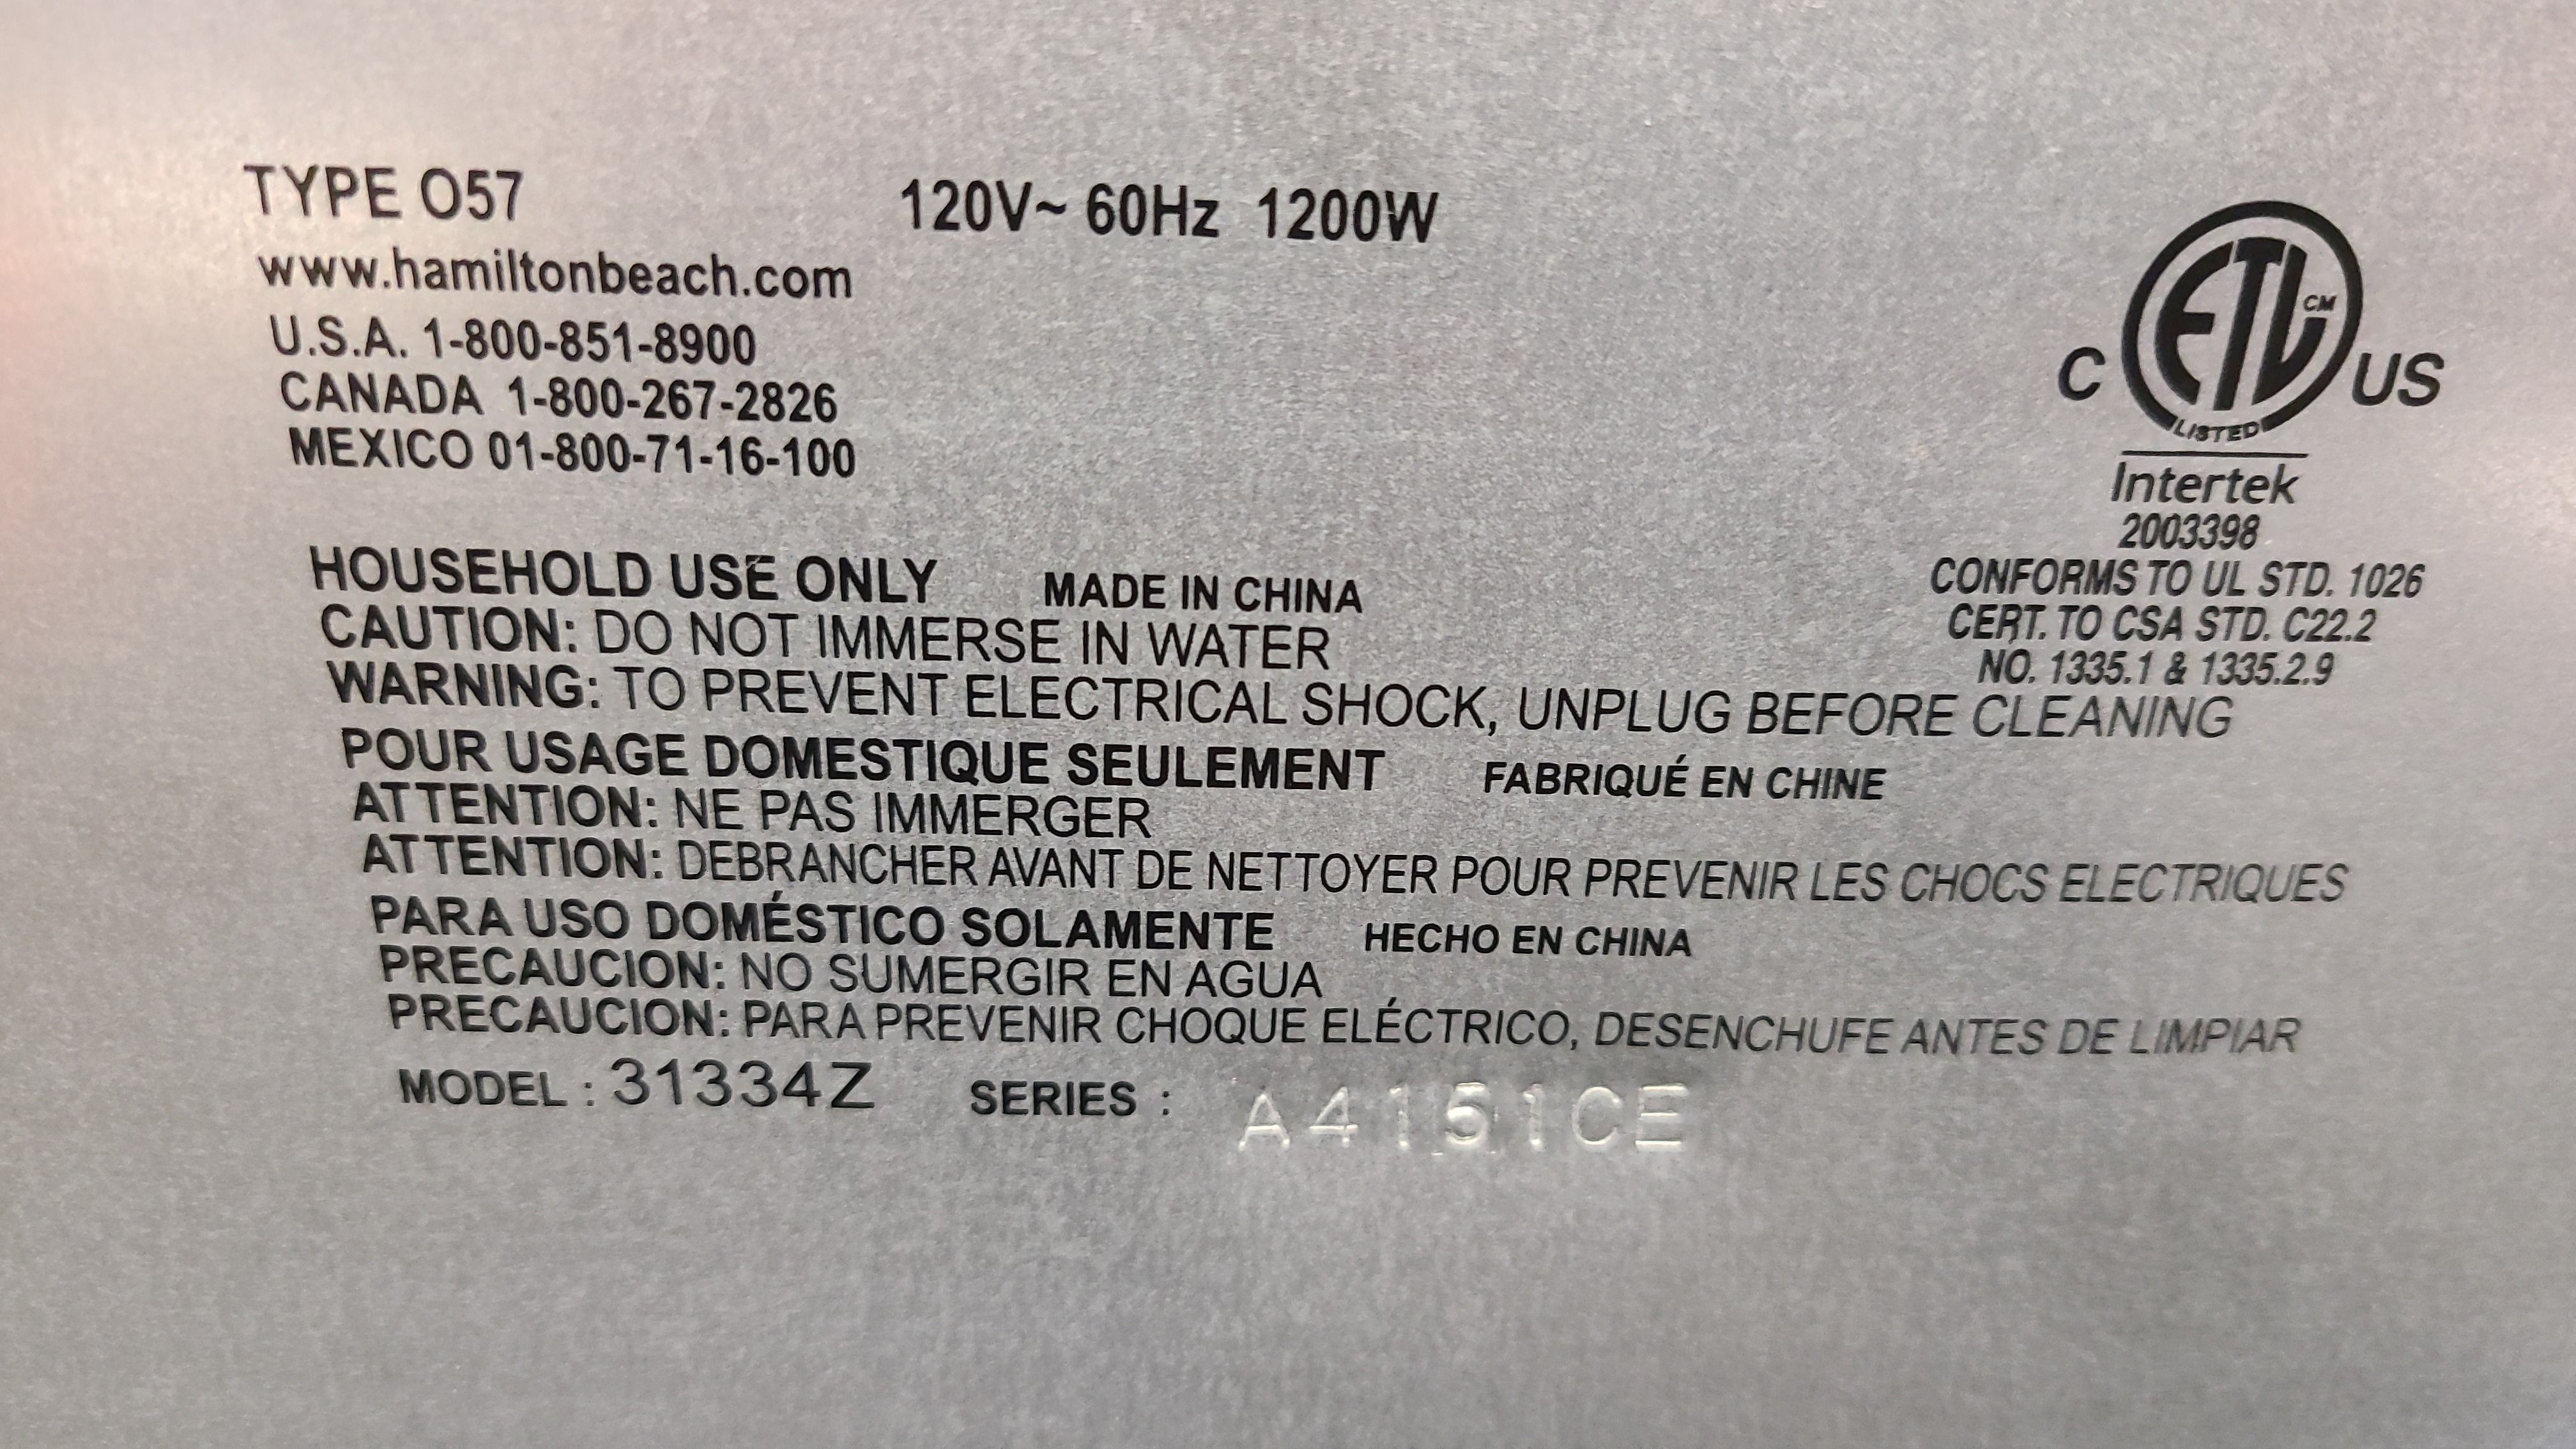 TYPE O57
120V~ 60Hz 1200W
www.hamiltonbeach.com
U.S.A. 1-800-851-8900
CANADA 1-800-267-2826
MEXICO 01-800-71-16-100
C ETL CM US
LISTED
Intertek
2003398
CONFORMS TO UL STD. 1026
CERT. TO CSA STD. C22.2
NO. 1335.1 & 1335.2.9
HOUSEHOLD USE ONLY MADE IN CHINA
CAUTION: DO NOT IMMERSE IN WATER
WARNING: TO PREVENT ELECTRICAL SHOCK, UNPLUG BEFORE CLEANING
POUR USAGE DOMESTIQUE SEULEMENT FABRIQUÉ EN CHINE
ATTENTION: NE PAS IMMERGER
ATTENTION: DEBRANCHER AVANT DE NETTOYER POUR PREVENIR LES CHOCS ELECTRIQUES
PARA USO DOMÉSTICO SOLAMENTE HECHO EN CHINA
PRECAUCION: NO SUMERGIR EN AGUA
PRECAUCION: PARA PREVENIR CHOQUE ELÉCTRICO, DESENCHUFE ANTES DE LIMPIAR
MODEL : 31334Z SERIES : A4151CE